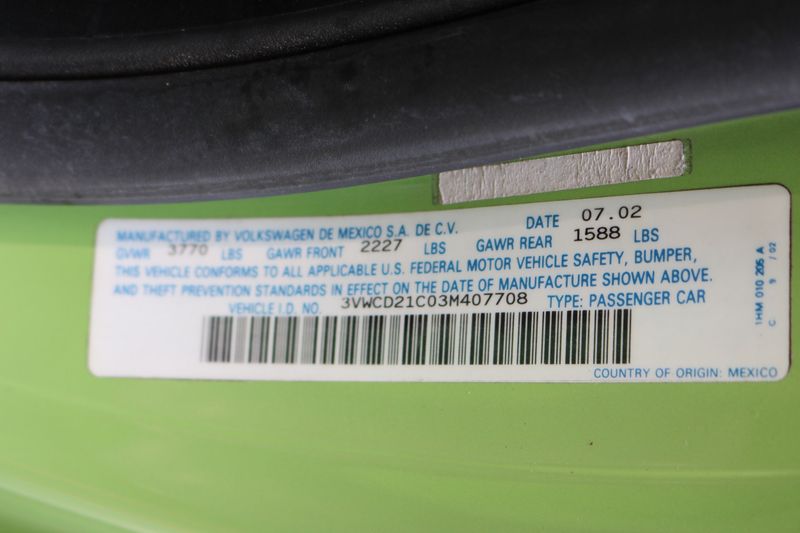 MANUFACTURED BY VOLKSWAGEN DE MEXICO S.A. DE C.V. DATE 07.02
GVWR 3770 LBS GAWR FRONT 2227 LBS GAWR REAR 1588 LBS
THIS VEHICLE CONFORMS TO ALL APPLICABLE U.S. FEDERAL MOTOR VEHICLE SAFETY, BUMPER,
AND THEFT PREVENTION STANDARDS IN EFFECT ON THE DATE OF MANUFACTURE SHOWN ABOVE.
VEHICLE I.D. NO. 3VWCD21C03M407708 TYPE: PASSENGER CAR
COUNTRY OF ORIGIN: MEXICO
1HM 010 205 A
C 9 / 02